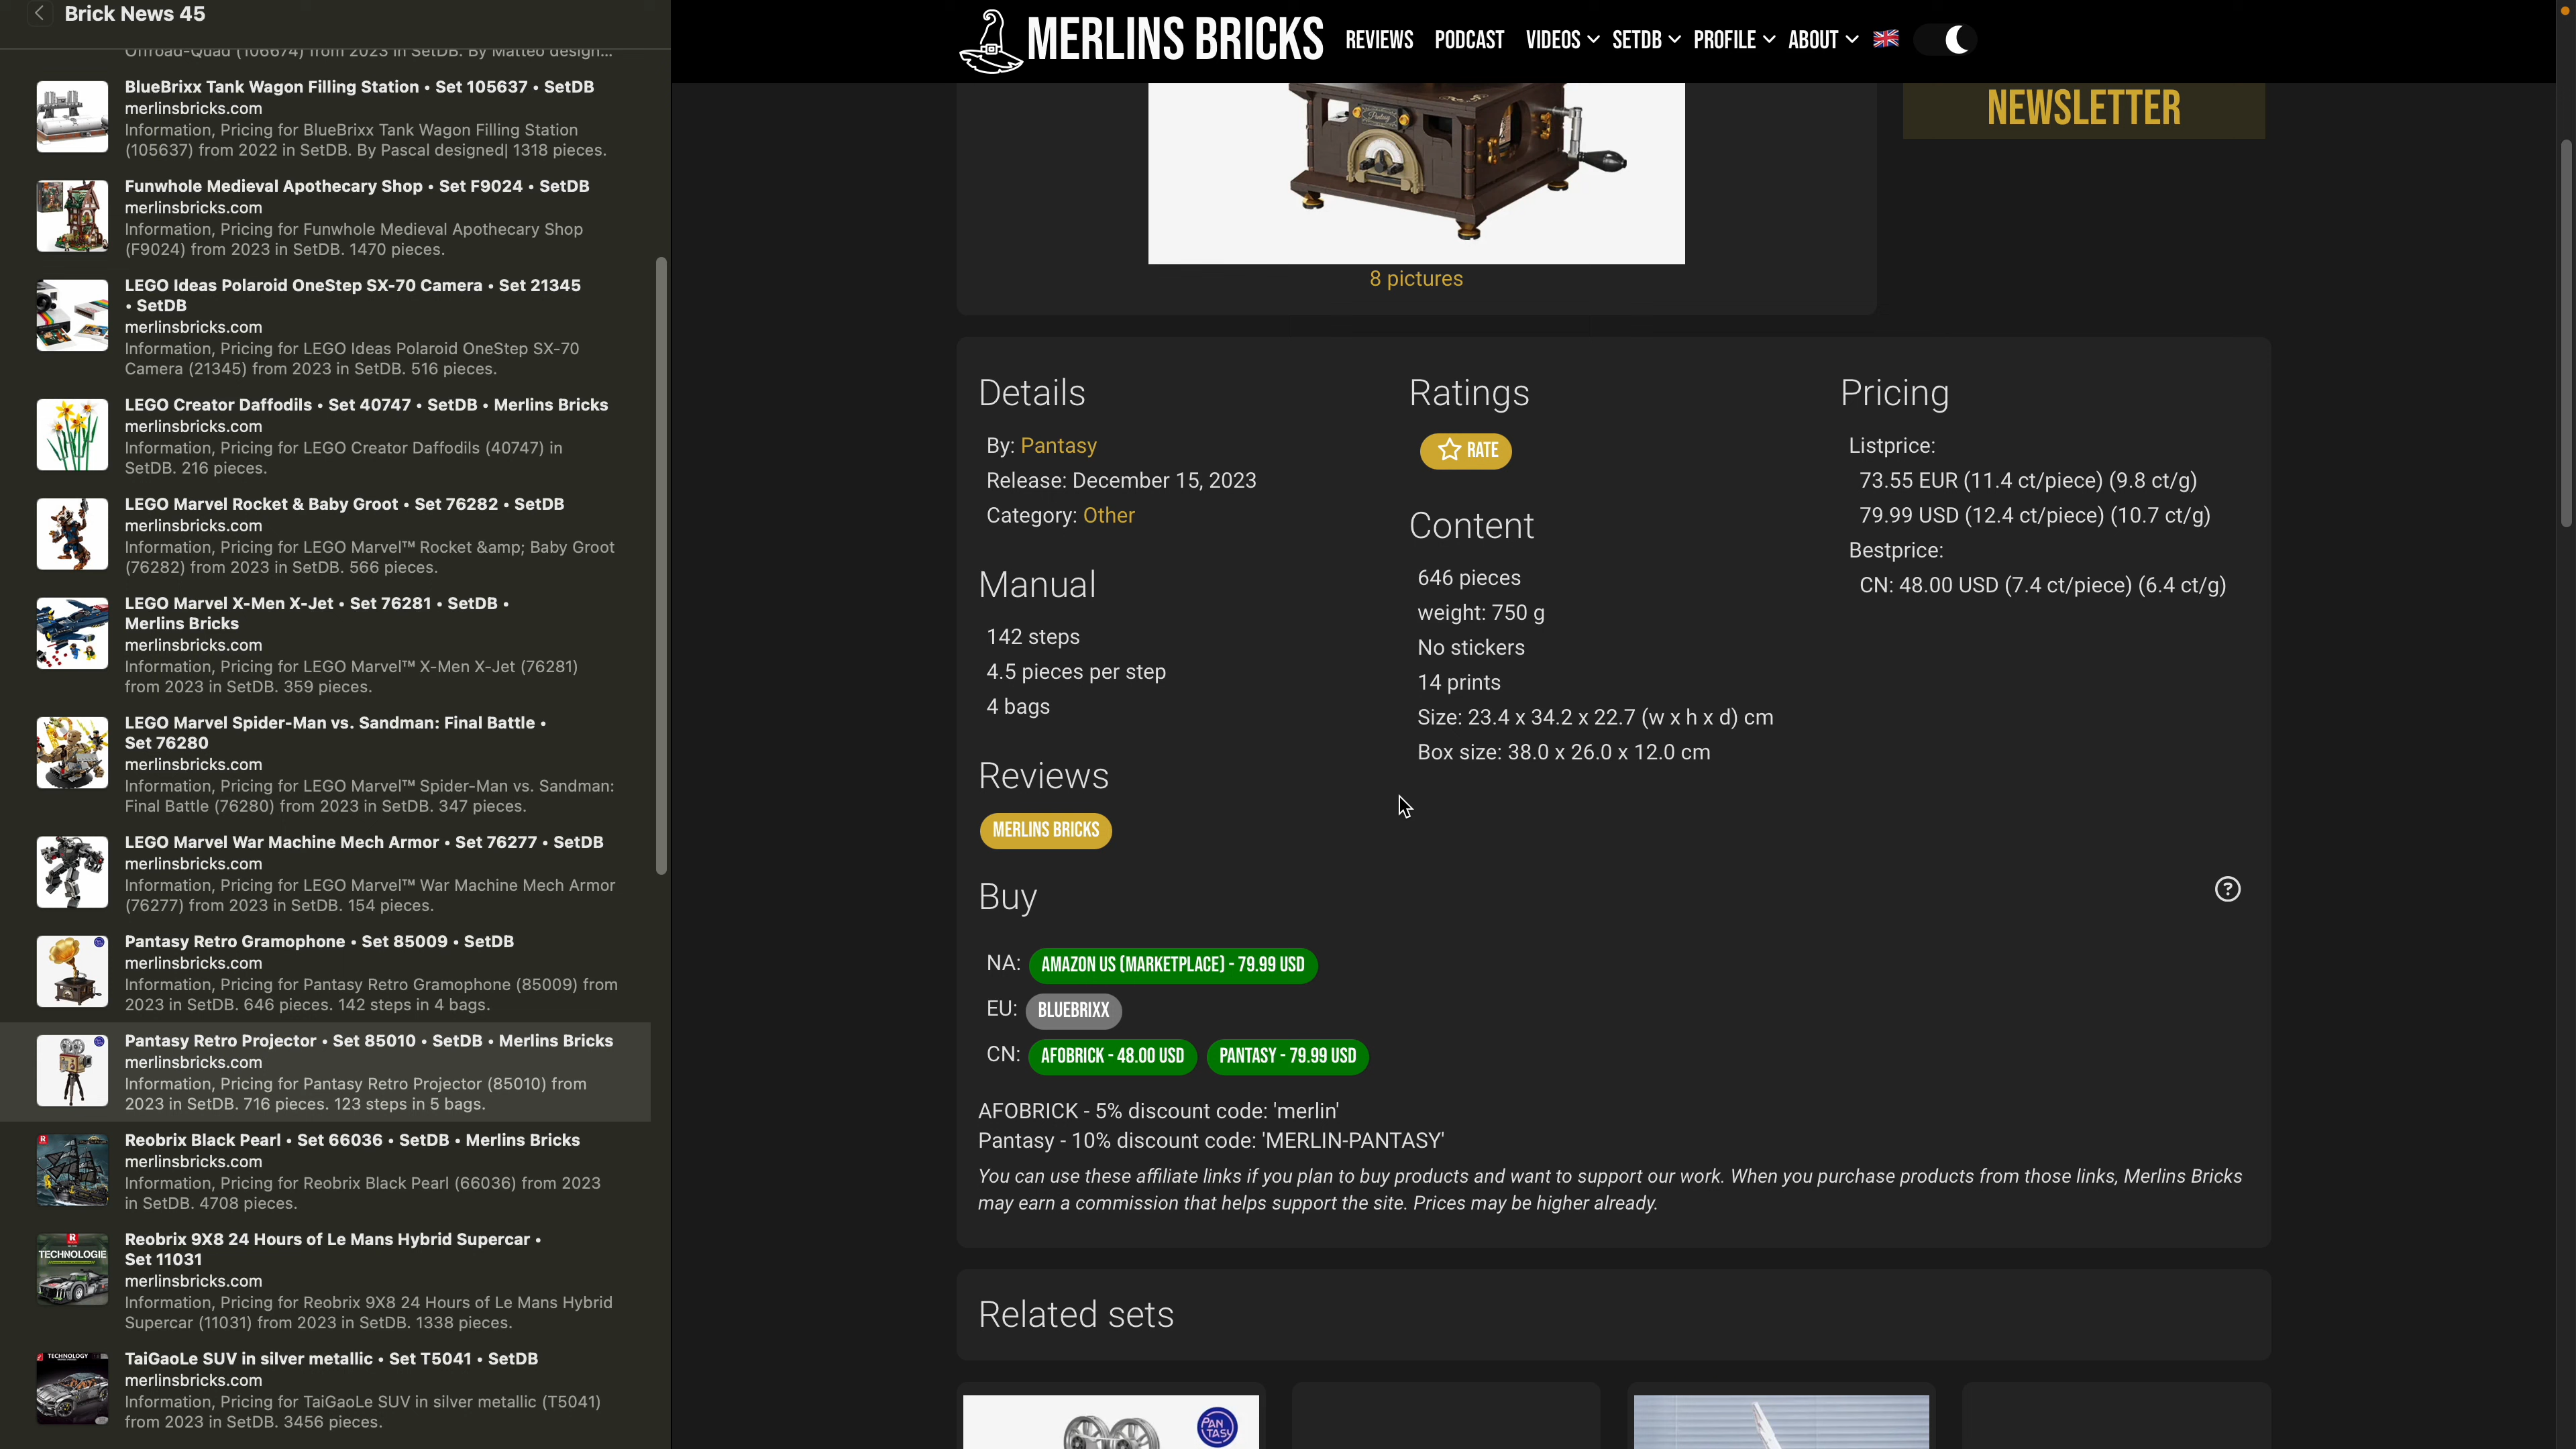 Brick News 45
Offroad-Quad (106674) from 2023 in SetDB. By Matteo design...
BlueBrixx Tank Wagon Filling Station • Set 105637 • SetDB
merlinsbricks.com
Information, Pricing for BlueBrixx Tank Wagon Filling Station
(105637) from 2022 in SetDB. By Pascal designed| 1318 pieces.
Funwhole Medieval Apothecary Shop • Set F9024 • SetDB
merlinsbricks.com
Information, Pricing for Funwhole Medieval Apothecary Shop
(F9024) from 2023 in SetDB. 1470 pieces.
LEGO Ideas Polaroid OneStep SX-70 Camera • Set 21345
• SetDB
merlinsbricks.com
Information, Pricing for LEGO Ideas Polaroid OneStep SX-70
Camera (21345) from 2023 in SetDB. 516 pieces.
LEGO Creator Daffodils • Set 40747 • SetDB • Merlins Bricks
merlinsbricks.com
Information, Pricing for LEGO Creator Daffodils (40747) in
SetDB. 216 pieces.
LEGO Marvel Rocket & Baby Groot • Set 76282 • SetDB
merlinsbricks.com
Information, Pricing for LEGO Marvel™ Rocket &amp; Baby Groot
(76282) from 2023 in SetDB. 566 pieces.
LEGO Marvel X-Men X-Jet • Set 76281 • SetDB •
Merlins Bricks
merlinsbricks.com
Information, Pricing for LEGO Marvel™ X-Men X-Jet (76281)
from 2023 in SetDB. 359 pieces.
LEGO Marvel Spider-Man vs. Sandman: Final Battle •
Set 76280
merlinsbricks.com
Information, Pricing for LEGO Marvel™ Spider-Man vs. Sandman:
Final Battle (76280) from 2023 in SetDB. 347 pieces.
LEGO Marvel War Machine Mech Armor • Set 76277 • SetDB
merlinsbricks.com
Information, Pricing for LEGO Marvel™ War Machine Mech Armor
(76277) from 2023 in SetDB. 154 pieces.
Pantasy Retro Gramophone • Set 85009 • SetDB
merlinsbricks.com
Information, Pricing for Pantasy Retro Gramophone (85009) from
2023 in SetDB. 646 pieces. 142 steps in 4 bags.
Pantasy Retro Projector • Set 85010 • SetDB • Merlins Bricks
merlinsbricks.com
Information, Pricing for Pantasy Retro Projector (85010) from
2023 in SetDB. 716 pieces. 123 steps in 5 bags.
Reobrix Black Pearl • Set 66036 • SetDB • Merlins Bricks
merlinsbricks.com
Information, Pricing for Reobrix Black Pearl (66036) from 2023
in SetDB. 4708 pieces.
TECHNOLOGIE
Reobrix 9X8 24 Hours of Le Mans Hybrid Supercar •
Set 11031
merlinsbricks.com
Information, Pricing for Reobrix 9X8 24 Hours of Le Mans Hybrid
Supercar (11031) from 2023 in SetDB. 1338 pieces.
TECHNOLOGY
TaiGaoLe SUV in silver metallic • Set T5041 • SetDB
merlinsbricks.com
Information, Pricing for TaiGaoLe SUV in silver metallic (T5041)
from 2023 in SetDB. 3456 pieces.
MERLINS BRICKS REVIEWS PODCAST VIDEOS SETDB PROFILE ABOUT
NEWSLETTER
Pantasy
8 pictures
Details
By: Pantasy
Release: December 15, 2023
Category: Other
Manual
142 steps
4.5 pieces per step
4 bags
Reviews
MERLINS BRICKS
Ratings
RATE
Content
646 pieces
weight: 750 g
No stickers
14 prints
Size: 23.4 x 34.2 x 22.7 (w x h x d) cm
Box size: 38.0 x 26.0 x 12.0 cm
Pricing
Listprice:
73.55 EUR (11.4 ct/piece) (9.8 ct/g)
79.99 USD (12.4 ct/piece) (10.7 ct/g)
Bestprice:
CN: 48.00 USD (7.4 ct/piece) (6.4 ct/g)
Buy
?
NA: AMAZON US (MARKETPLACE) - 79.99 USD
EU: BLUEBRIXX
CN: AFOBRICK - 48.00 USD PANTASY - 79.99 USD
AFOBRICK - 5% discount code: 'merlin'
Pantasy - 10% discount code: 'MERLIN-PANTASY'
You can use these affiliate links if you plan to buy products and want to support our work. When you purchase products from those links, Merlins Bricks
may earn a commission that helps support the site. Prices may be higher already.
Related sets
PANTASY